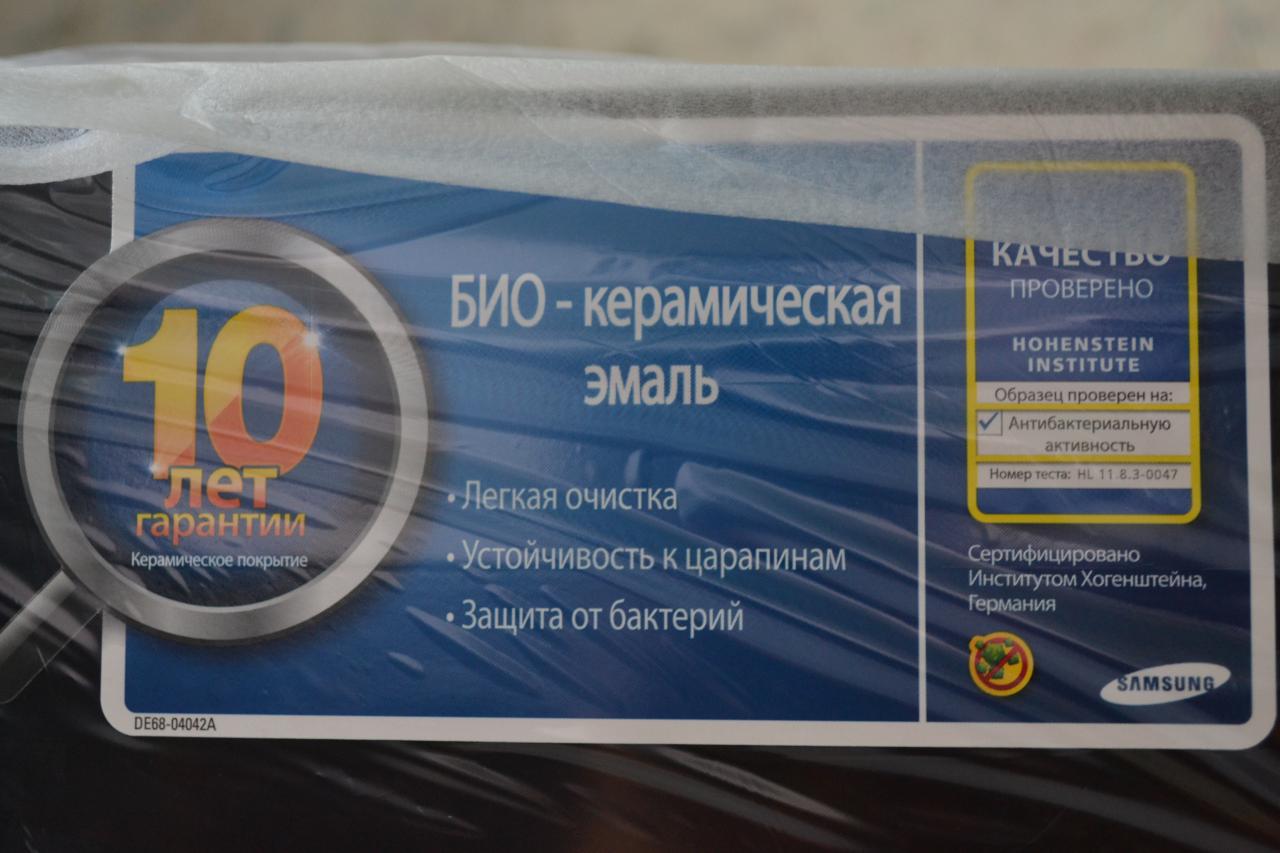 10
лет
гарантии
Керамическое покрытие
БИО - керамическая
эмаль
• Легкая очистка
• Устойчивость к царапинам
• Защита от бактерий
КАЧЕСТВО
ПРОВЕРЕНО
HOHENSTEIN
INSTITUTE
Образец проверен на:
Антибактериальную
активность
Номер теста: HL 11.8.3-0047
Сертифицировано
Институтом Хогенштейна,
Германия
SAMSUNG
DE68-04042A